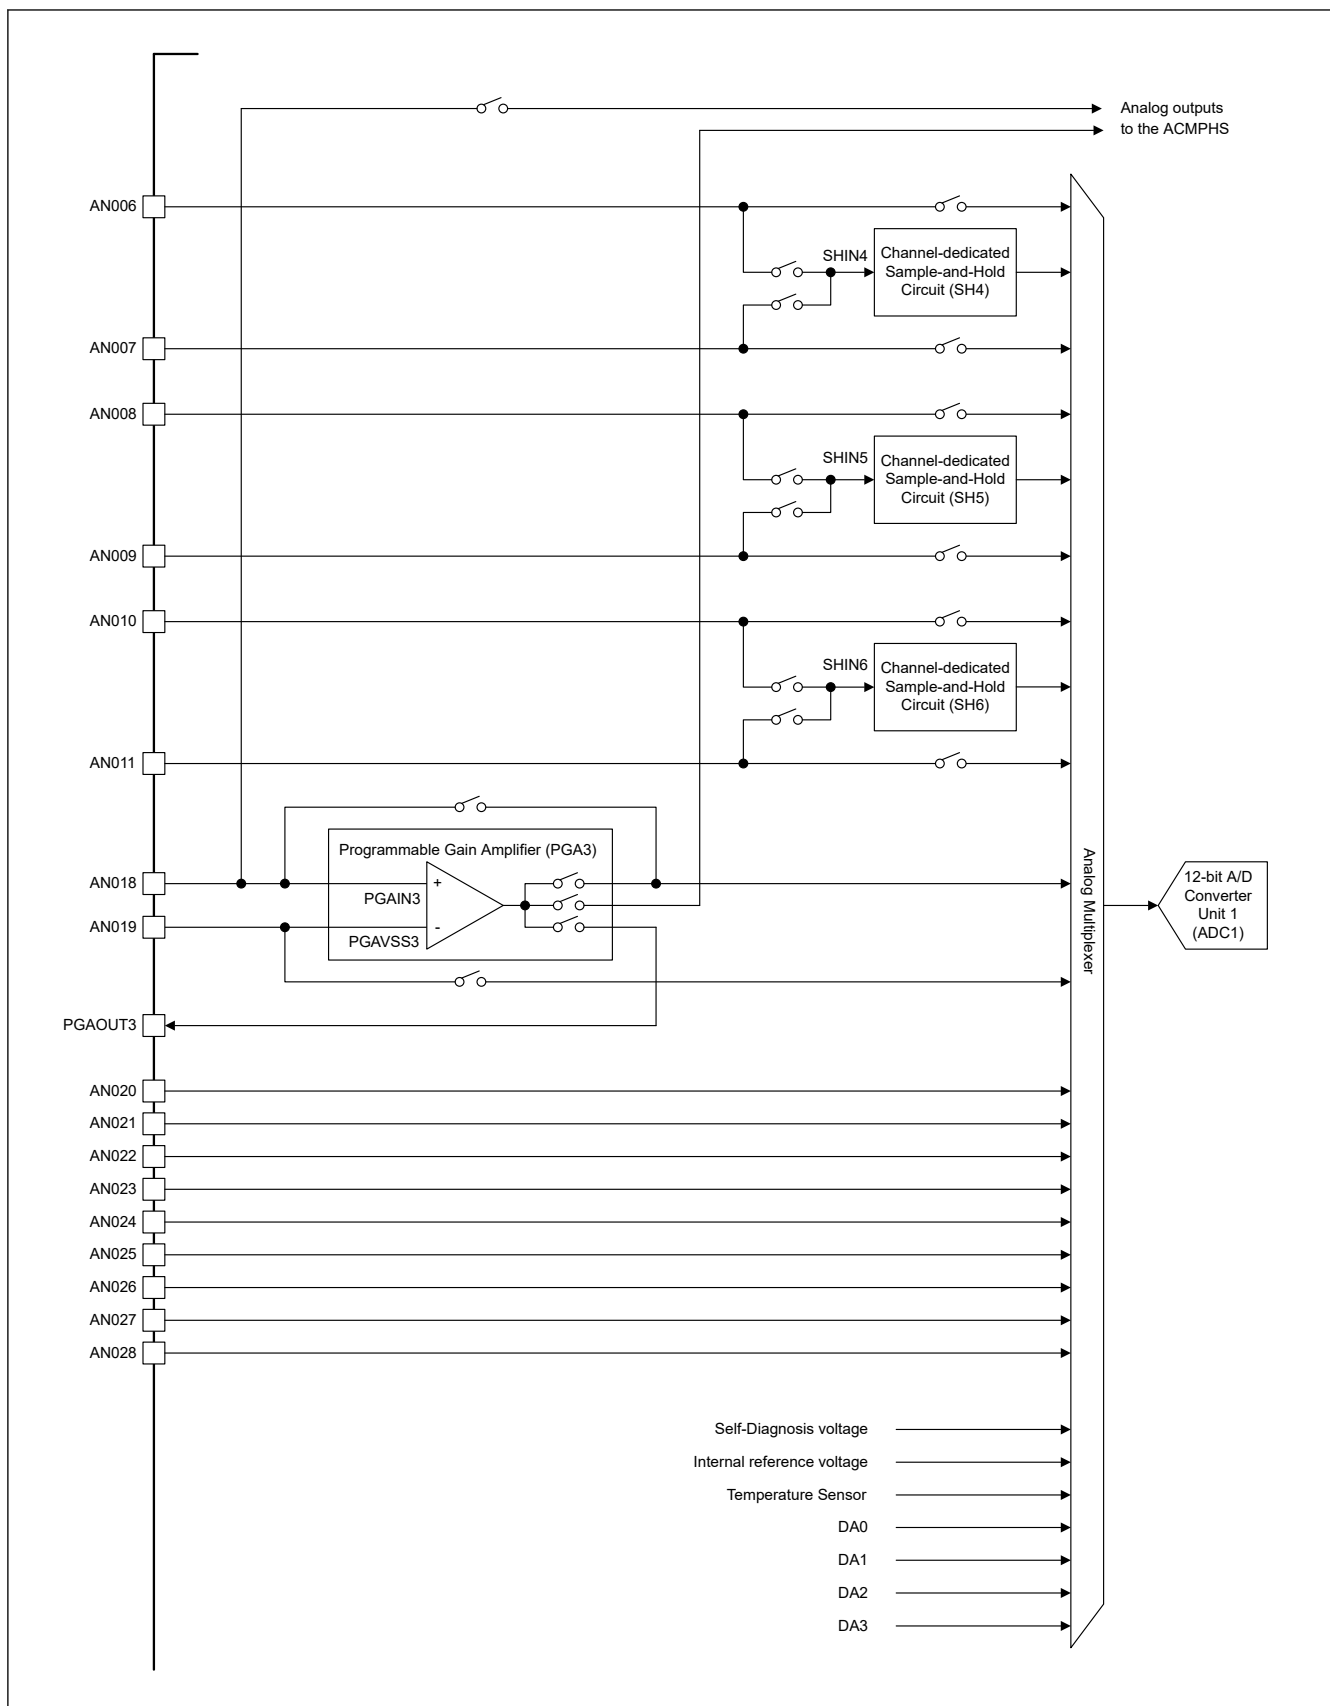 Analog outputs
to the ACMPHS
AN006
SHIN4
Channel-dedicated
Sample-and-Hold
Circuit (SH4)
AN007
AN008
SHIN5
Channel-dedicated
Sample-and-Hold
Circuit (SH5)
AN009
AN010
SHIN6
Channel-dedicated
Sample-and-Hold
Circuit (SH6)
AN011
Programmable Gain Amplifier (PGA3)
AN018
+
PGAIN3
AN019
-
PGAVSS3
PGAOUT3
Analog Multiplexer
12-bit A/D
Converter
Unit 1
(ADC1)
AN020
AN021
AN022
AN023
AN024
AN025
AN026
AN027
AN028
Self-Diagnosis voltage
Internal reference voltage
Temperature Sensor
DA0
DA1
DA2
DA3